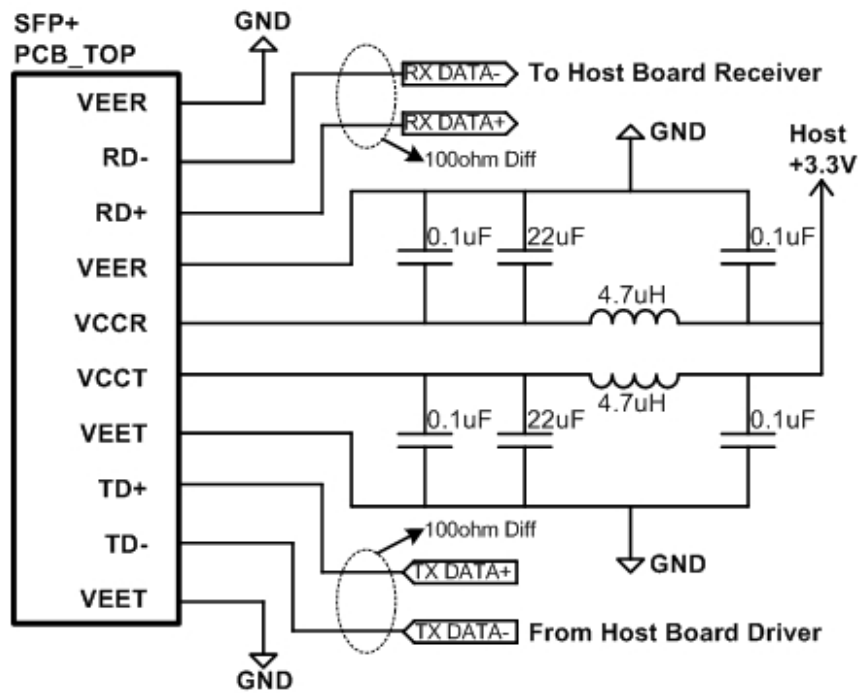 SFP+
PCB_TOP
GND
VEER
RX DATA-
To Host Board Receiver
RD-
RX DATA+
GND
Host
+3.3V
100ohm Diff
RD+
VEER
0.1uF
22uF
0.1uF
4.7uH
VCCR
VCCT
4.7uH
0.1uF
22uF
0.1uF
VEET
TD+
100ohm Diff
TD-
GND
TX DATA+
VEET
TX DATA-
From Host Board Driver
GND